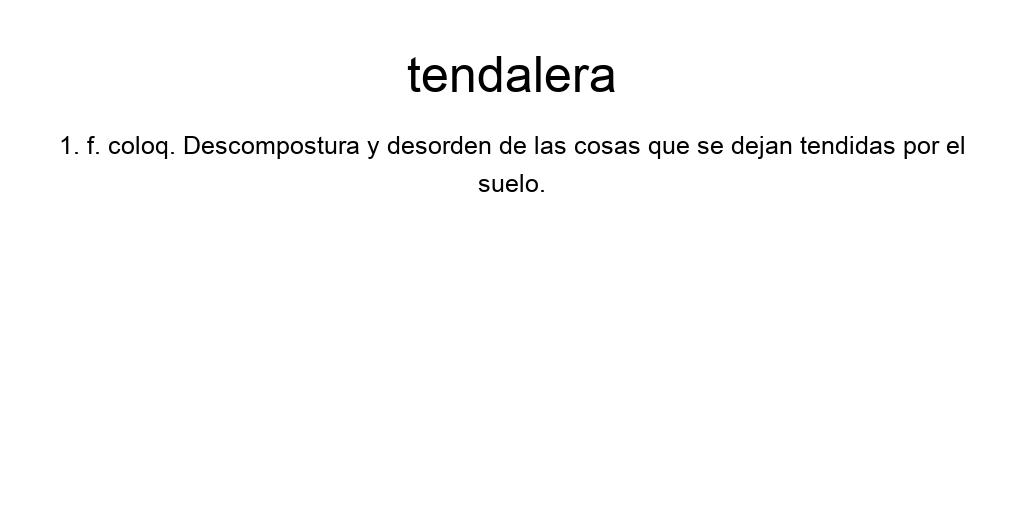 tendalera
1. f. coloq. Descompostura y desorden de las cosas que se dejan tendidas por el
suelo.